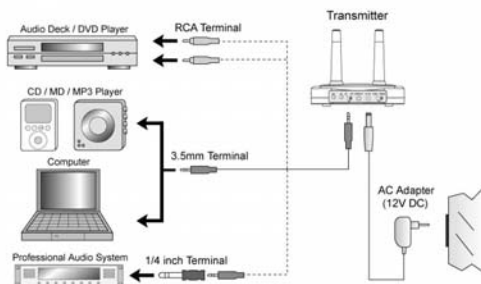 Audio Deck / DVD Player
RCA Terminal
Transmitter
CD / MD / MP3 Player
3.5mm Terminal
Computer
AC Adapter
(12V DC)
Professional Audio System
1/4 inch Terminal